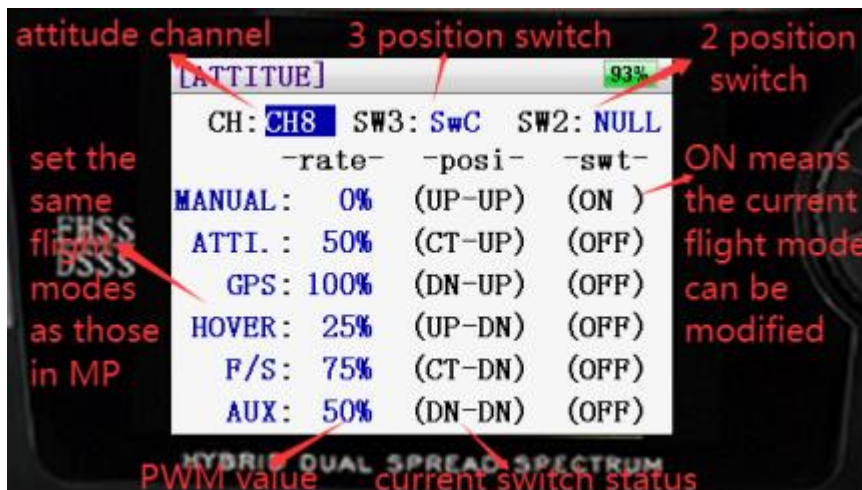 attitude channel
3 position switch
2 position switch
[ATTITUE]
93%
CH: CH8 SW3: SwC SW2: NULL
-rate- -posi- -swt-
MANUAL: 0% (UP-UP) (ON )
ATTI. : 50% (CT-UP) (OFF)
GPS: 100% (DN-UP) (OFF)
HOVER: 25% (UP-DN) (OFF)
F/S: 75% (CT-DN) (OFF)
AUX: 50% (DN-DN) (OFF)
set the
same
flight
modes
as those
in MP
FHSS
DSSS
ON means
the current
flight mode
can be
modified
HYBRID DUAL SPREAD SPECTRUM
PWM value
current switch status